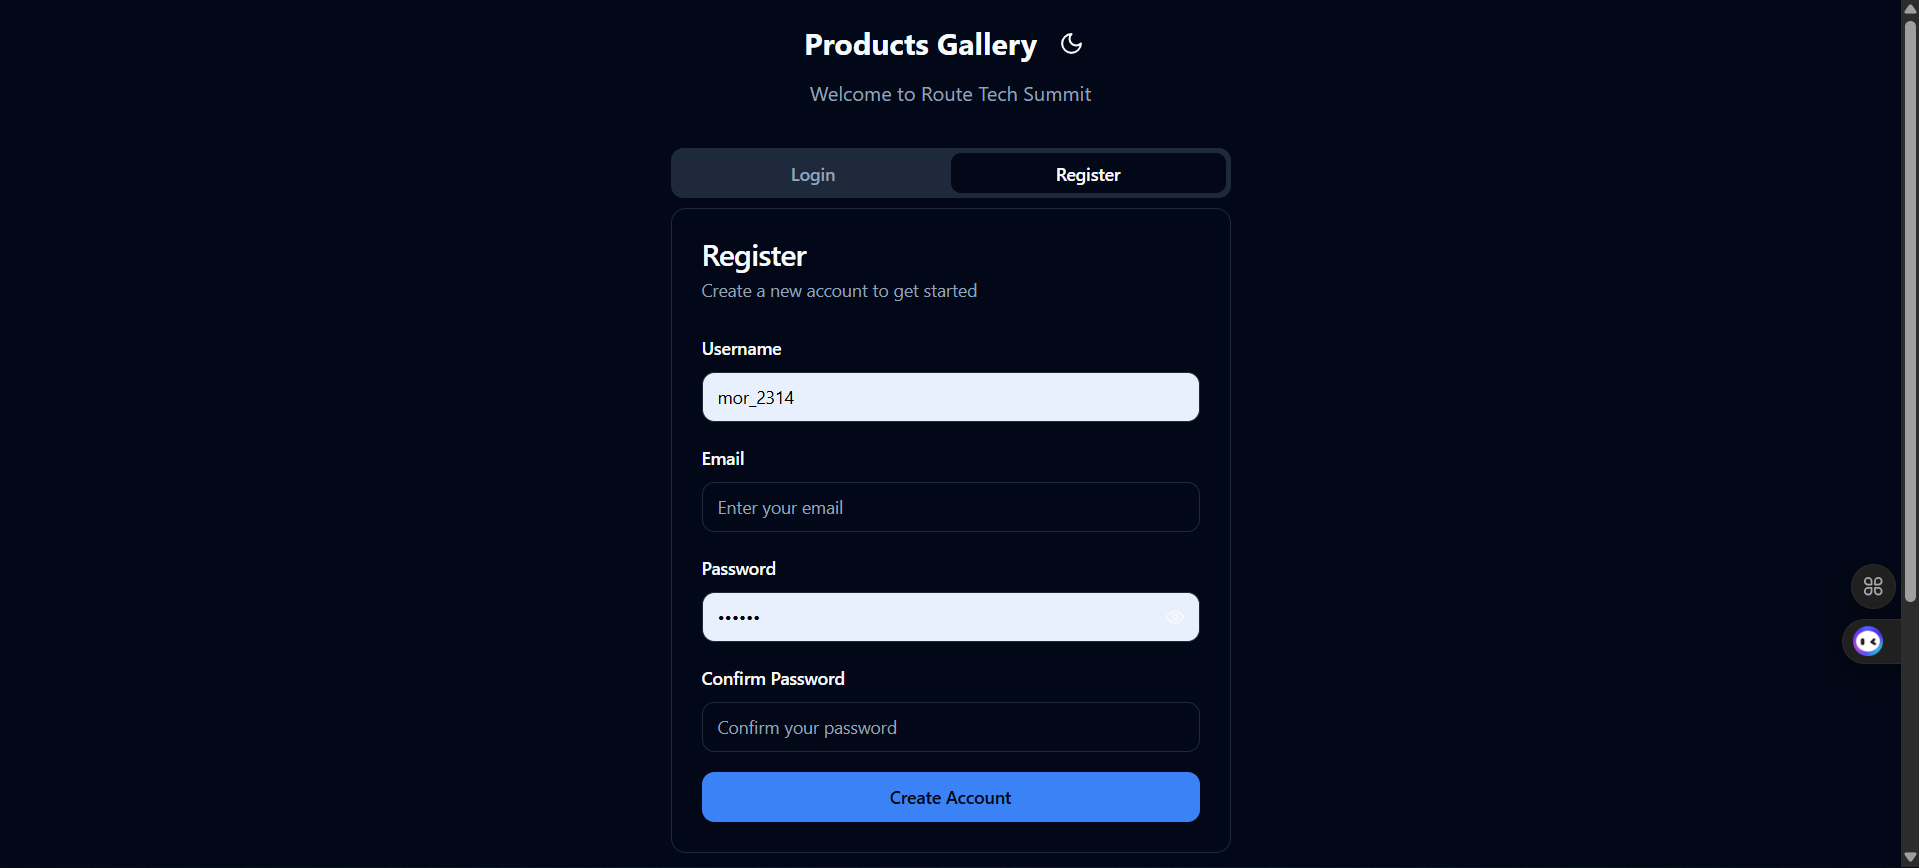 Products Gallery
Welcome to Route Tech Summit
Login
Register
Register
Create a new account to get started
Username
mor_2314
Email
Enter your email
Password
••••••
Confirm Password
Confirm your password
Create Account